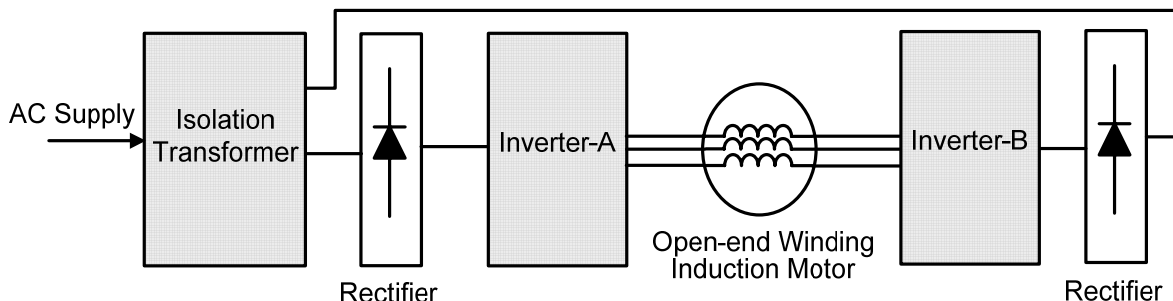 AC Supply
Isolation
Transformer
Rectifier
Inverter-A
Open-end Winding
Induction Motor
Inverter-B
Rectifier